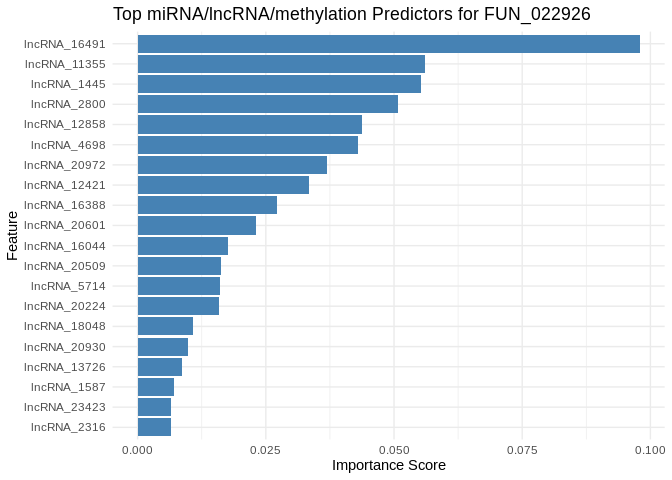 Top miRNA/lncRNA/methylation Predictors for FUN_022926
Feature
lncRNA_16491
lncRNA_11355
lncRNA_1445
lncRNA_2800
lncRNA_12858
lncRNA_4698
lncRNA_20972
lncRNA_12421
lncRNA_16388
lncRNA_20601
lncRNA_16044
lncRNA_20509
lncRNA_5714
lncRNA_20224
lncRNA_18048
lncRNA_20930
lncRNA_13726
lncRNA_1587
lncRNA_23423
lncRNA_2316
0.000 0.025 0.050 0.075 0.100
Importance Score